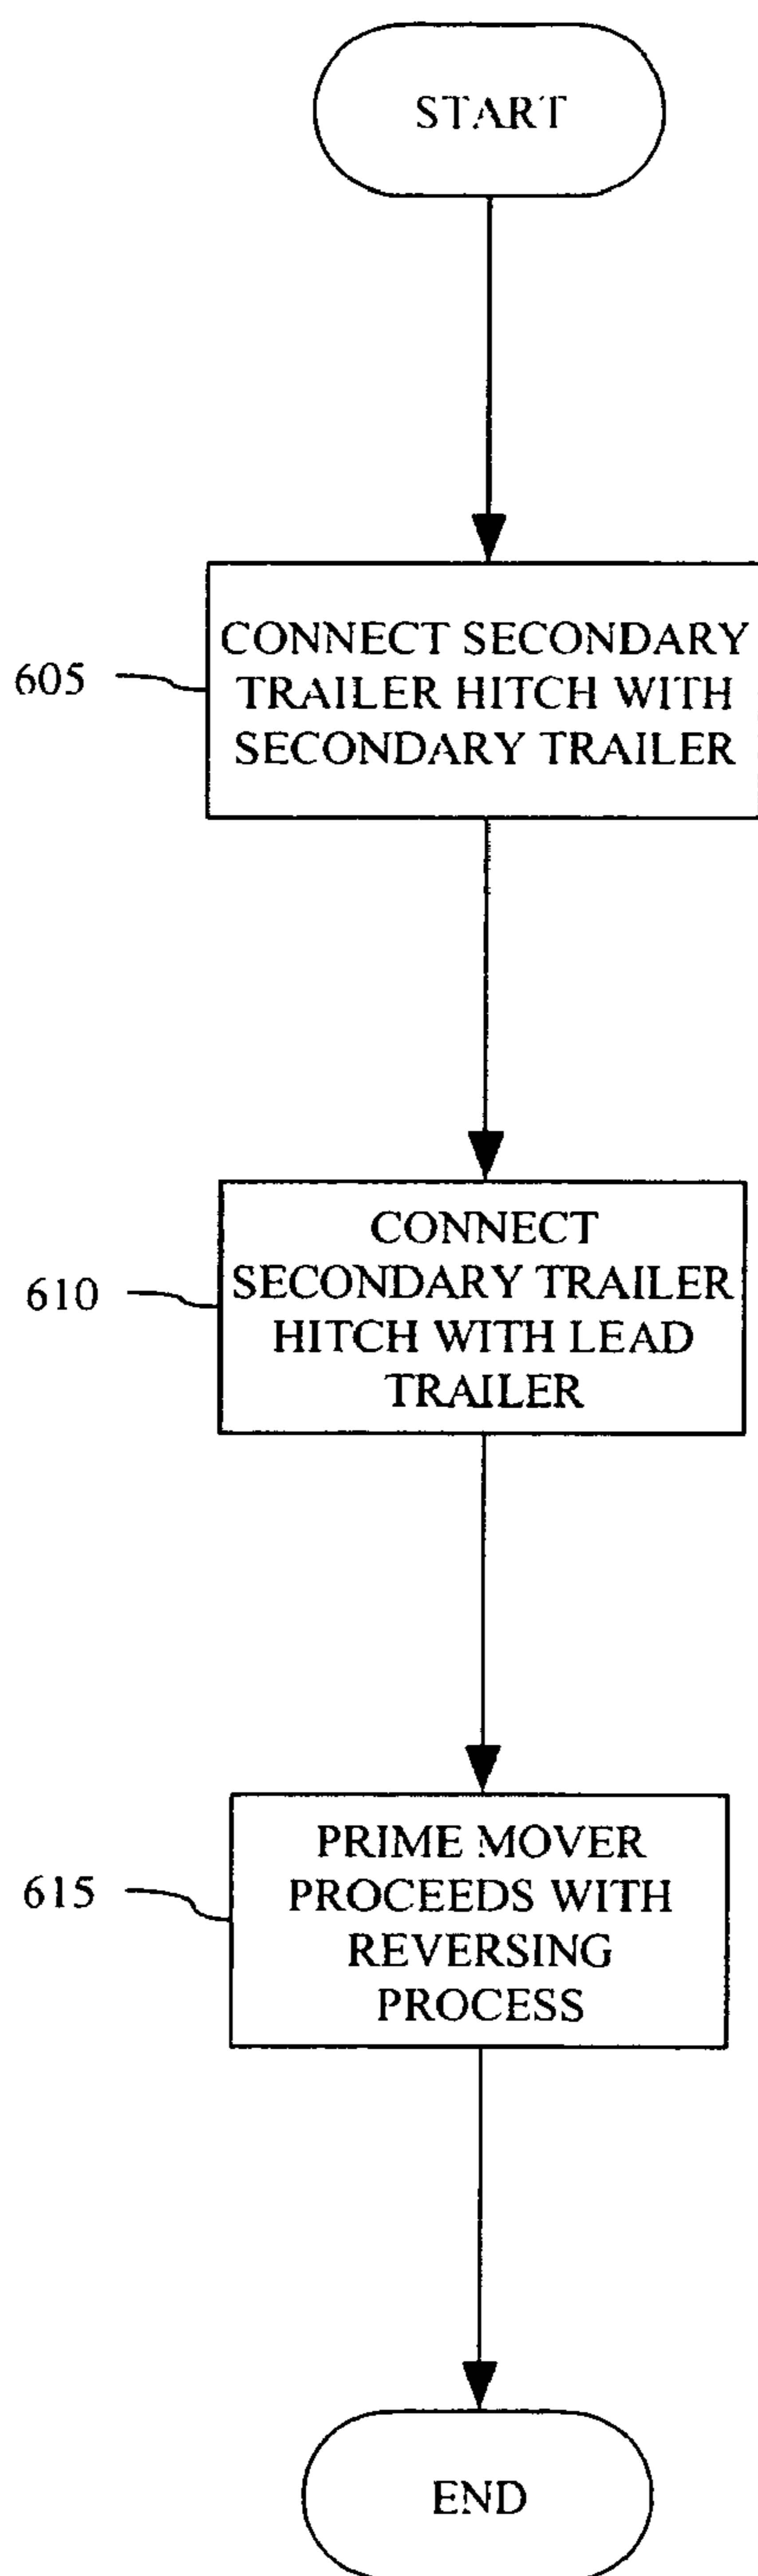 START
CONNECT SECONDARY
TRAILER HITCH WITH
SECONDARY TRAILER
605
CONNECT
SECONDARY TRAILER
HITCH WITH LEAD
TRAILER
610
PRIME MOVER
PROCEEDS WITH
REVERSING
PROCESS
615
END